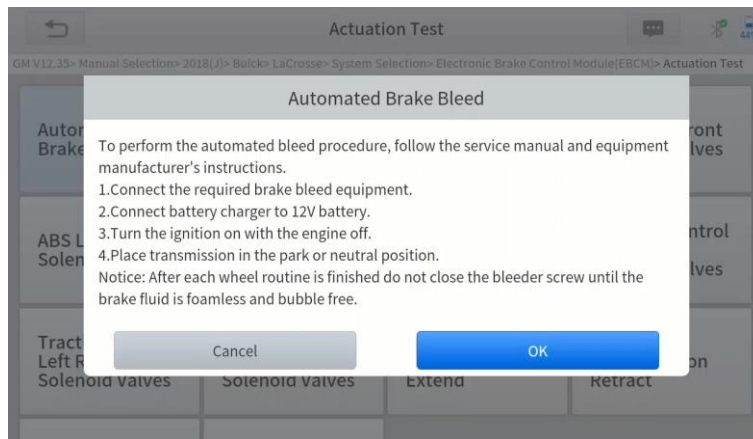 Actuation Test
GM V12.35> Manual Selection> 2018(J)> Buick> LaCrosse> System Selection> Electronic Brake Control Module(EBCM)> Actuation Test
Automated Brake Bleed
To perform the automated bleed procedure, follow the service manual and equipment
manufacturer's instructions.
1.Connect the required brake bleed equipment.
2.Connect battery charger to 12V battery.
3.Turn the ignition on with the engine off.
4.Place transmission in the park or neutral position.
Notice: After each wheel routine is finished do not close the bleeder screw until the
brake fluid is foamless and bubble free.
Cancel
OK
ABS
Solenoid Valves
Solenoid Valves
Extend
Retract